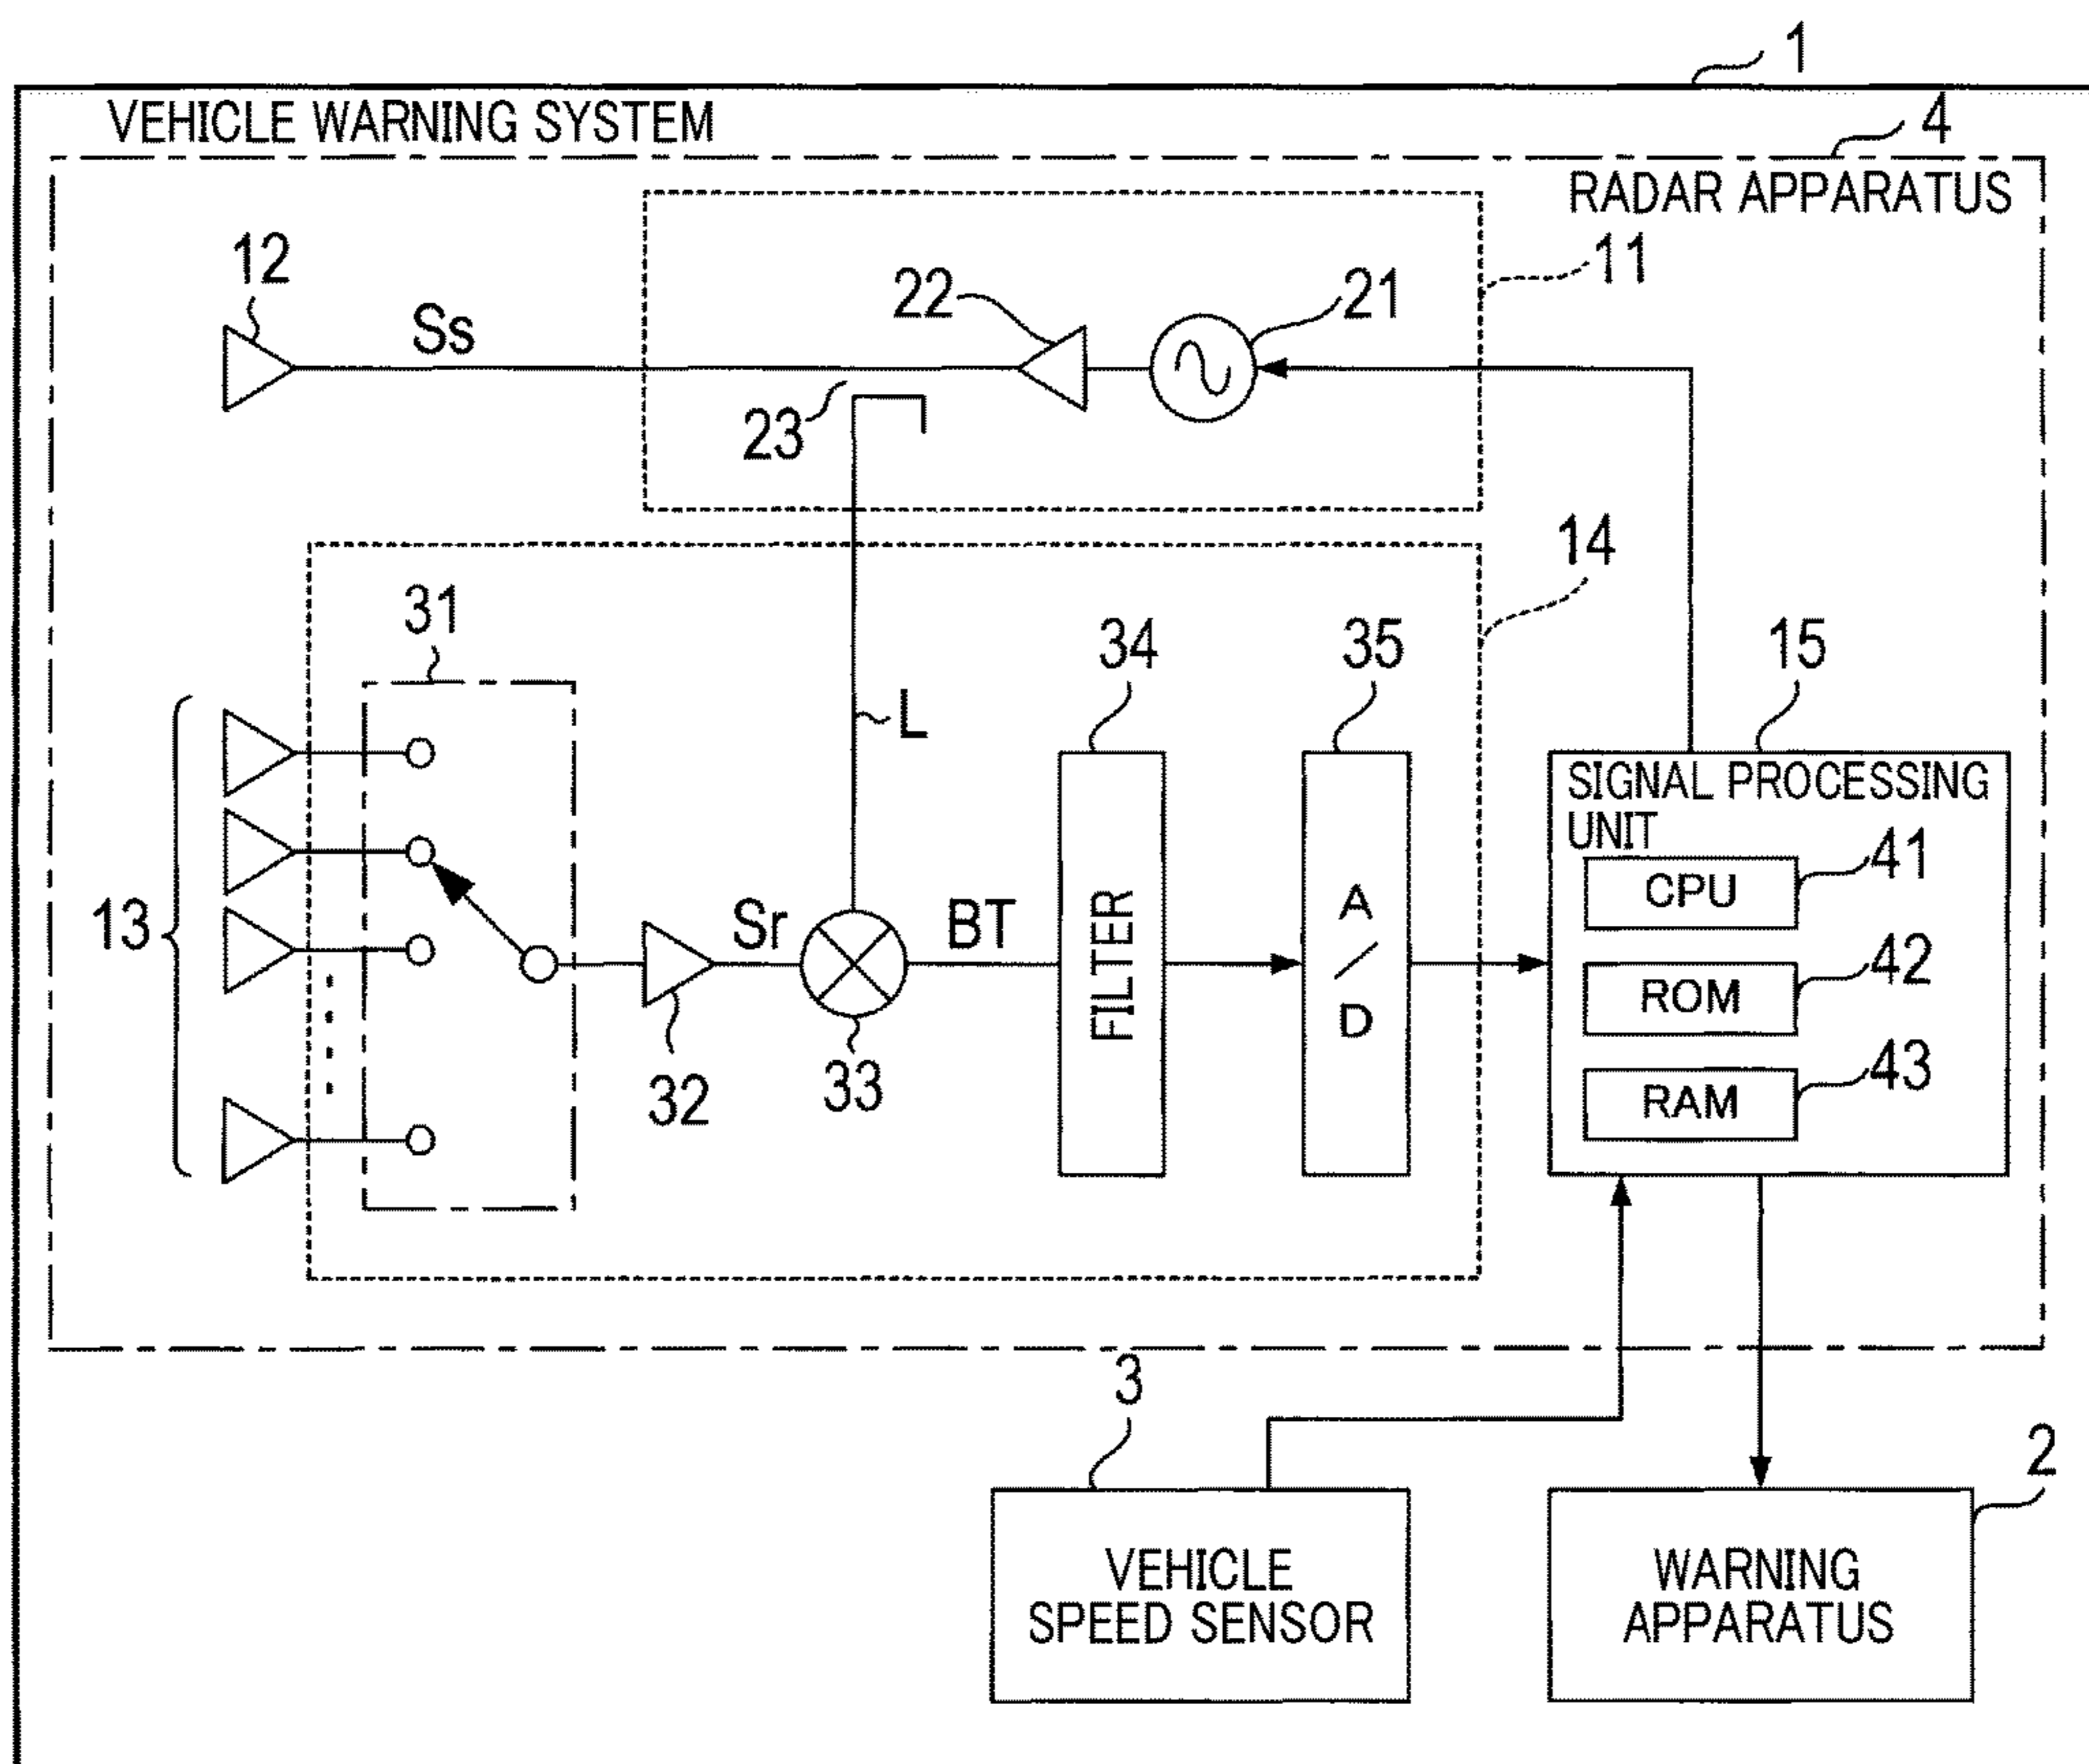 1
VEHICLE WARNING SYSTEM
4
RADAR APPARATUS
12
Ss
22
21
11
23
14
31
34
35
15
L
SIGNAL PROCESSING
UNIT
13
Sr
BT
FILTER
A
/
D
CPU
41
ROM
42
RAM
43
32
33
3
2
VEHICLE
SPEED SENSOR
WARNING
APPARATUS